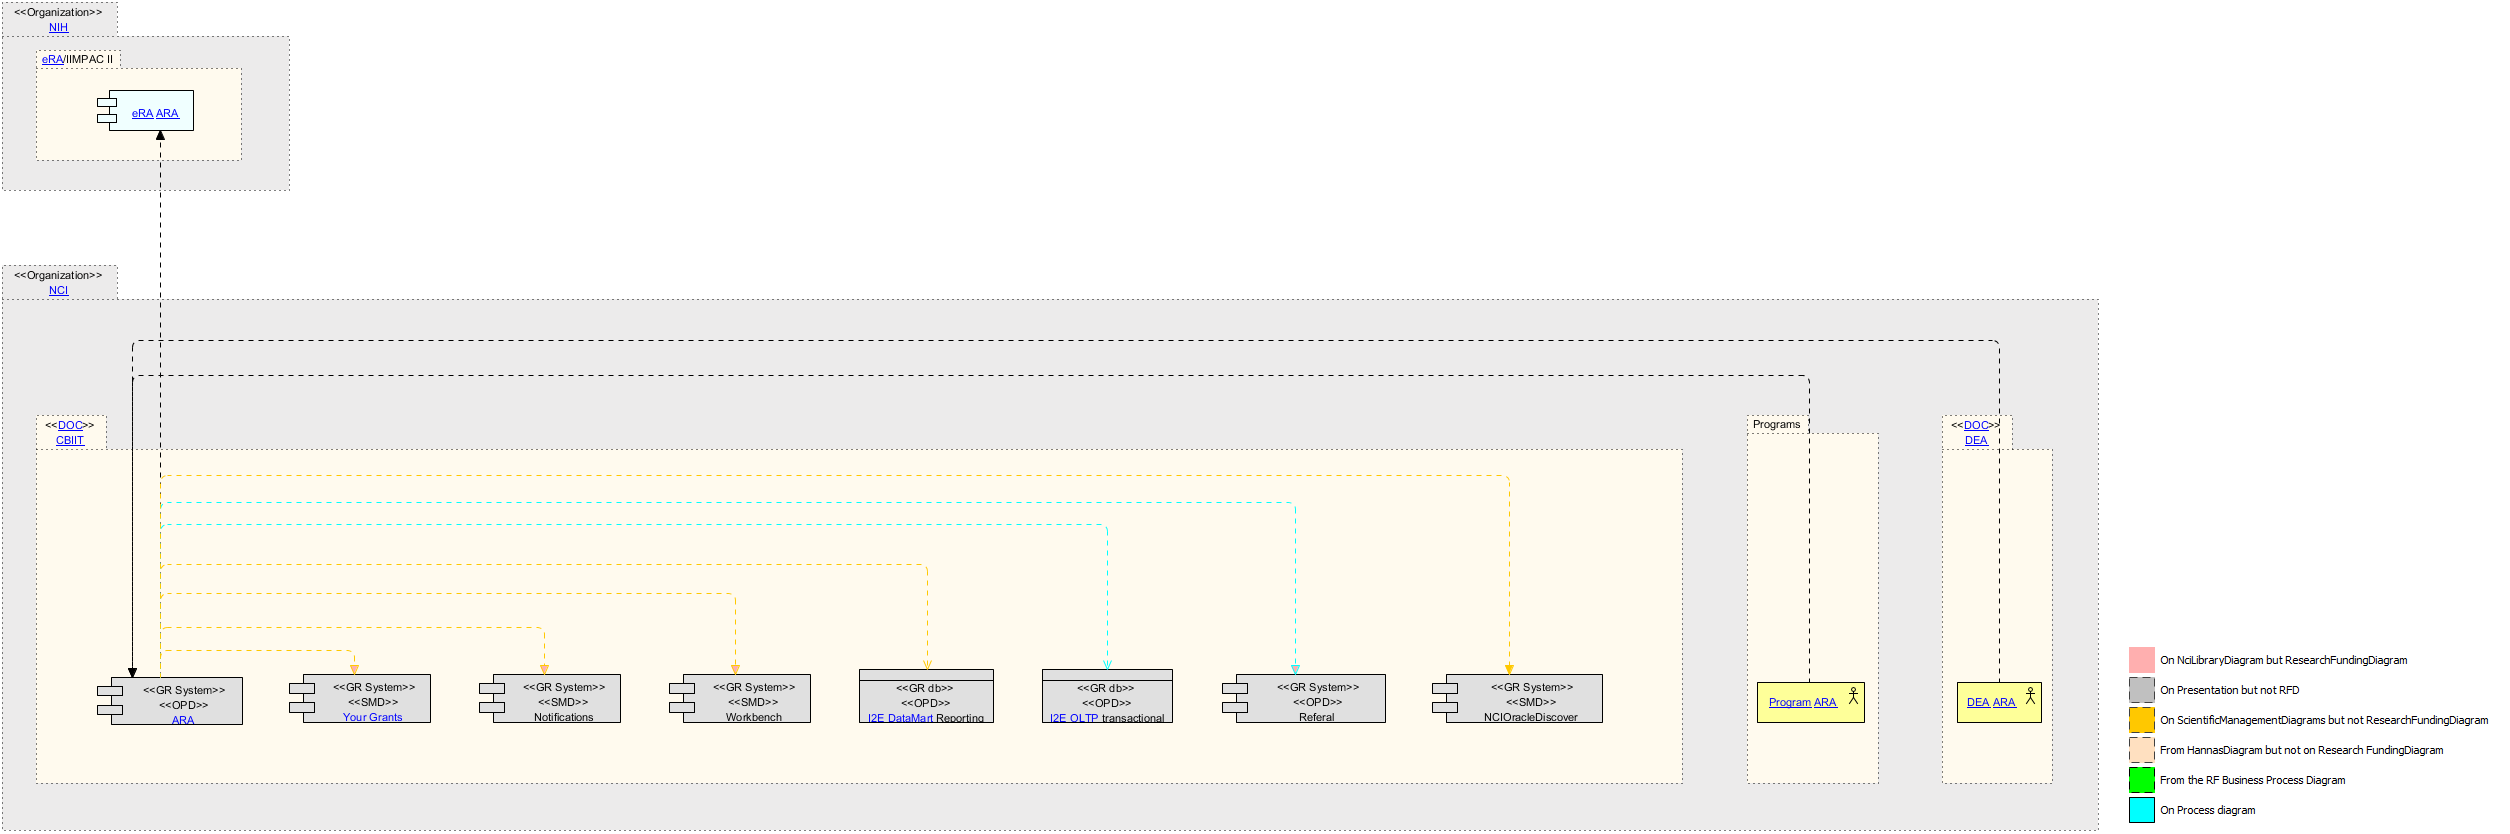 <<Organization>>
NIH
eRA/IIMPAC II
eRA ARA
<<Organization>>
NCI
<<DOC>>
CBIIT
Programs
<<DOC>>
DEA
<<GR System>>
<<OPD>>
ARA
<<GR System>>
<<SMD>>
Your Grants
<<GR System>>
<<SMD>>
Notifications
<<GR System>>
<<SMD>>
Workbench
<<GR db>>
<<OPD>>
I2E DataMart Reporting
<<GR db>>
<<OPD>>
I2E OLTP transactional
<<GR System>>
<<OPD>>
Referal
<<GR System>>
<<SMD>>
NCIOracleDiscover
Program ARA
DEA ARA
On NciLibraryDiagram but ResearchFundingDiagram
On Presentation but not RFD
On ScientificManagementDiagrams but not ResearchFundingDiagram
From HannasDiagram but not on Research FundingDiagram
From the RF Business Process Diagram
On Process diagram